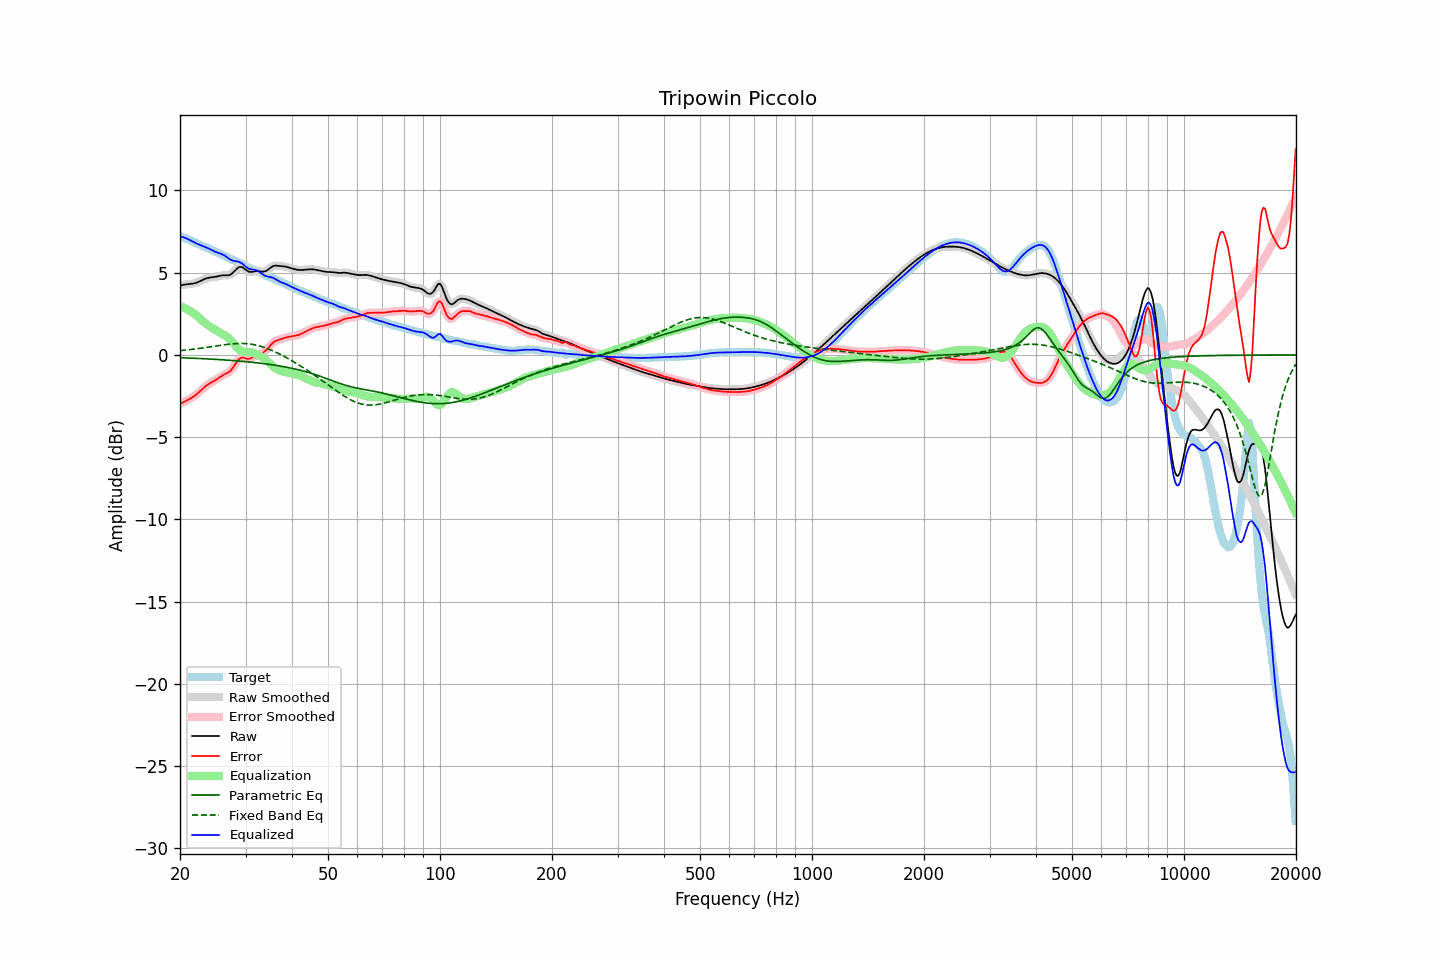 Tripowin Piccolo
10
5
0
−5
−10
−15
−20
−25
−30
Amplitude (dBr)
Target
Raw Smoothed
Error Smoothed
Raw
Error
Equalization
Parametric Eq
Fixed Band Eq
Equalized
20 50 100 200 500 1000 2000 5000 10000 20000
Frequency (Hz)